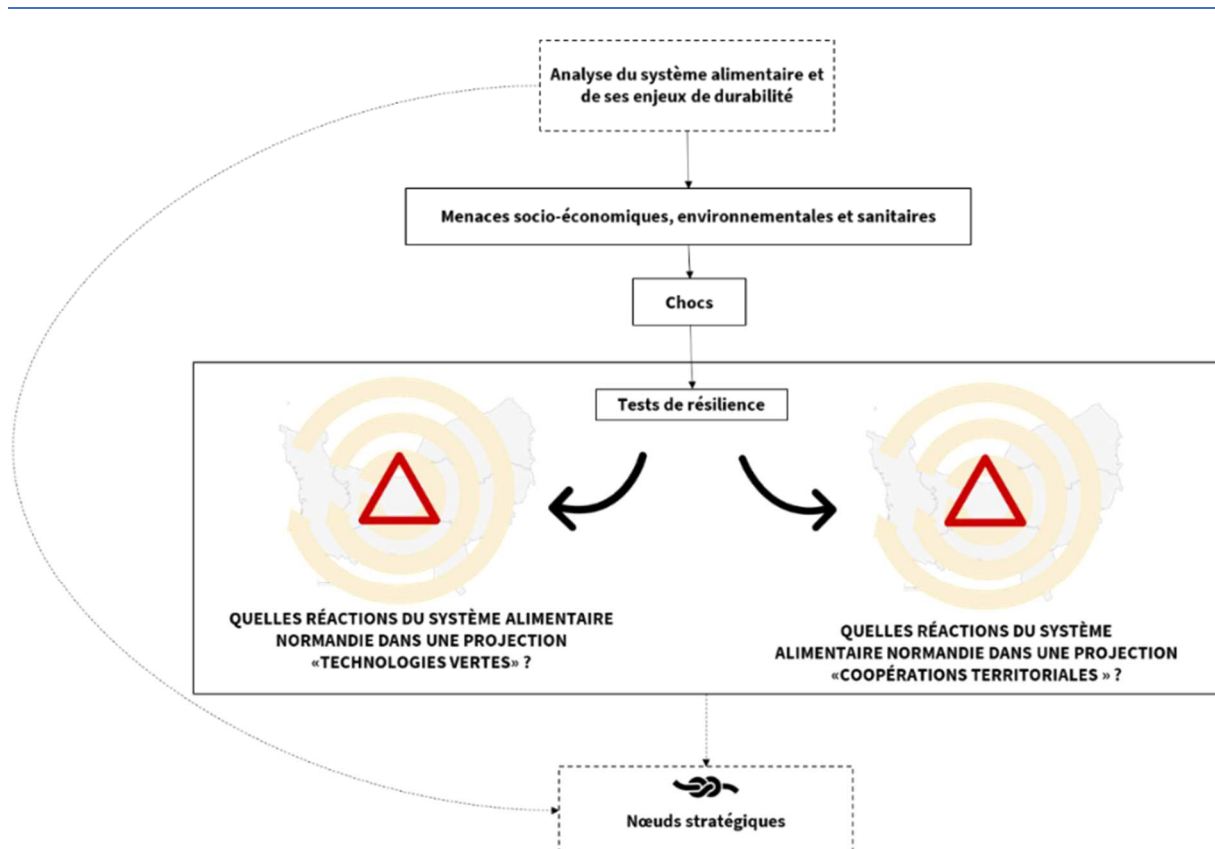 Analyse du système alimentaire et
de ses enjeux de durabilité
Menaces socio-économiques, environnementales et sanitaires
Chocs
Tests de résilience
QUELLES RÉACTIONS DU SYSTÈME ALIMENTAIRE
NORMANDIE DANS UNE PROJECTION
«TECHNOLOGIES VERTES» ?
QUELLES RÉACTIONS DU SYSTÈME
ALIMENTAIRE NORMANDIE DANS UNE PROJECTION
«COOPÉRATIONS TERRITORIALES » ?
Nœuds stratégiques